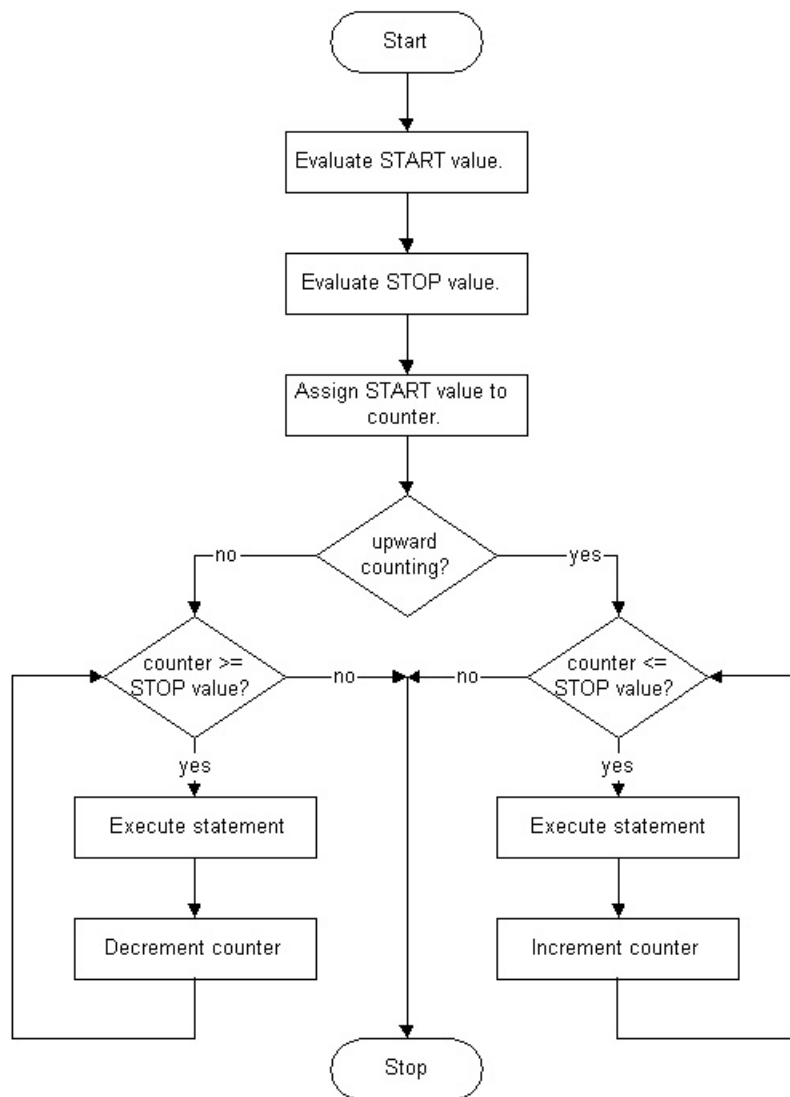 Start
Evaluate START value.
Evaluate STOP value.
Assign START value to
counter.
upward
counting?
no
yes
counter >=
STOP value?
no
no
counter <=
STOP value?
yes
yes
Execute statement
Execute statement
Decrement counter
Increment counter
Stop